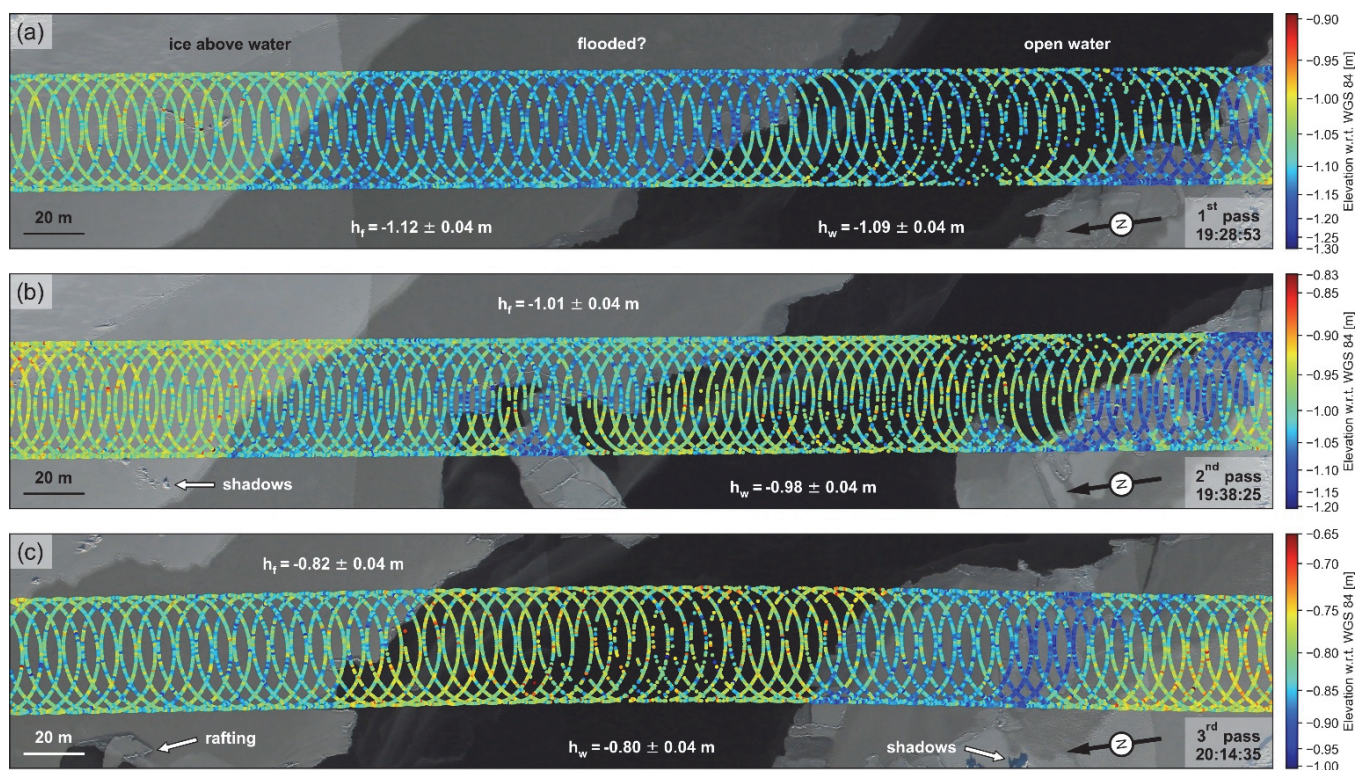 (a)
ice above water
flooded?
open water
20 m
h_f = -1.12 ± 0.04 m
h_w = -1.09 ± 0.04 m
N
1st pass
19:28:53
−0.90
−1.00
−1.05
−1.10
−1.15
−1.20
−1.25
−1.30
Elevation w.r.t. WGS 84 [m]
(b)
h_f = -1.01 ± 0.04 m
20 m
shadows
h_w = -0.98 ± 0.04 m
N
2nd pass
19:38:25
−0.83
−0.85
−0.90
−0.95
−1.00
−1.05
−1.10
−1.15
−1.20
Elevation w.r.t. WGS 84 [m]
(c)
h_f = -0.82 ± 0.04 m
20 m
rafting
h_w = -0.80 ± 0.04 m
shadows
N
3rd pass
20:14:35
−0.65
−0.70
−0.75
−0.80
−0.85
−0.90
−0.95
−1.00
Elevation w.r.t. WGS 84 [m]